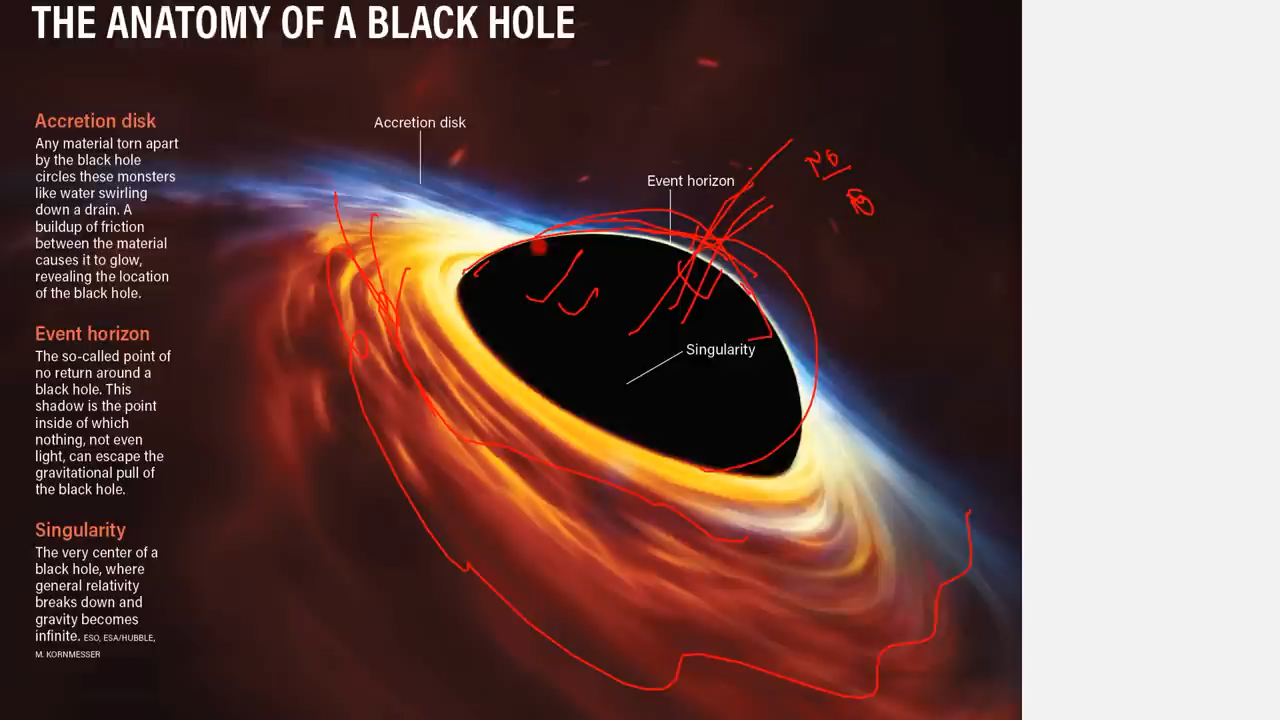 THE ANATOMY OF A BLACK HOLE
Accretion disk
Any material torn apart
by the black hole
circles these monsters
like water swirling
down a drain. A
buildup of friction
between the material
causes it to glow,
revealing the location
of the black hole.
Event horizon
The so-called point of
no return around a
black hole. This
shadow is the point
inside of which
nothing, not even
light, can escape the
gravitational pull of
the black hole.
Singularity
The very center of a
black hole, where
general relativity
breaks down and
gravity becomes
infinite. ESO, ESA/HUBBLE,
M. KORNMESSER
Accretion disk
Event horizon
Singularity